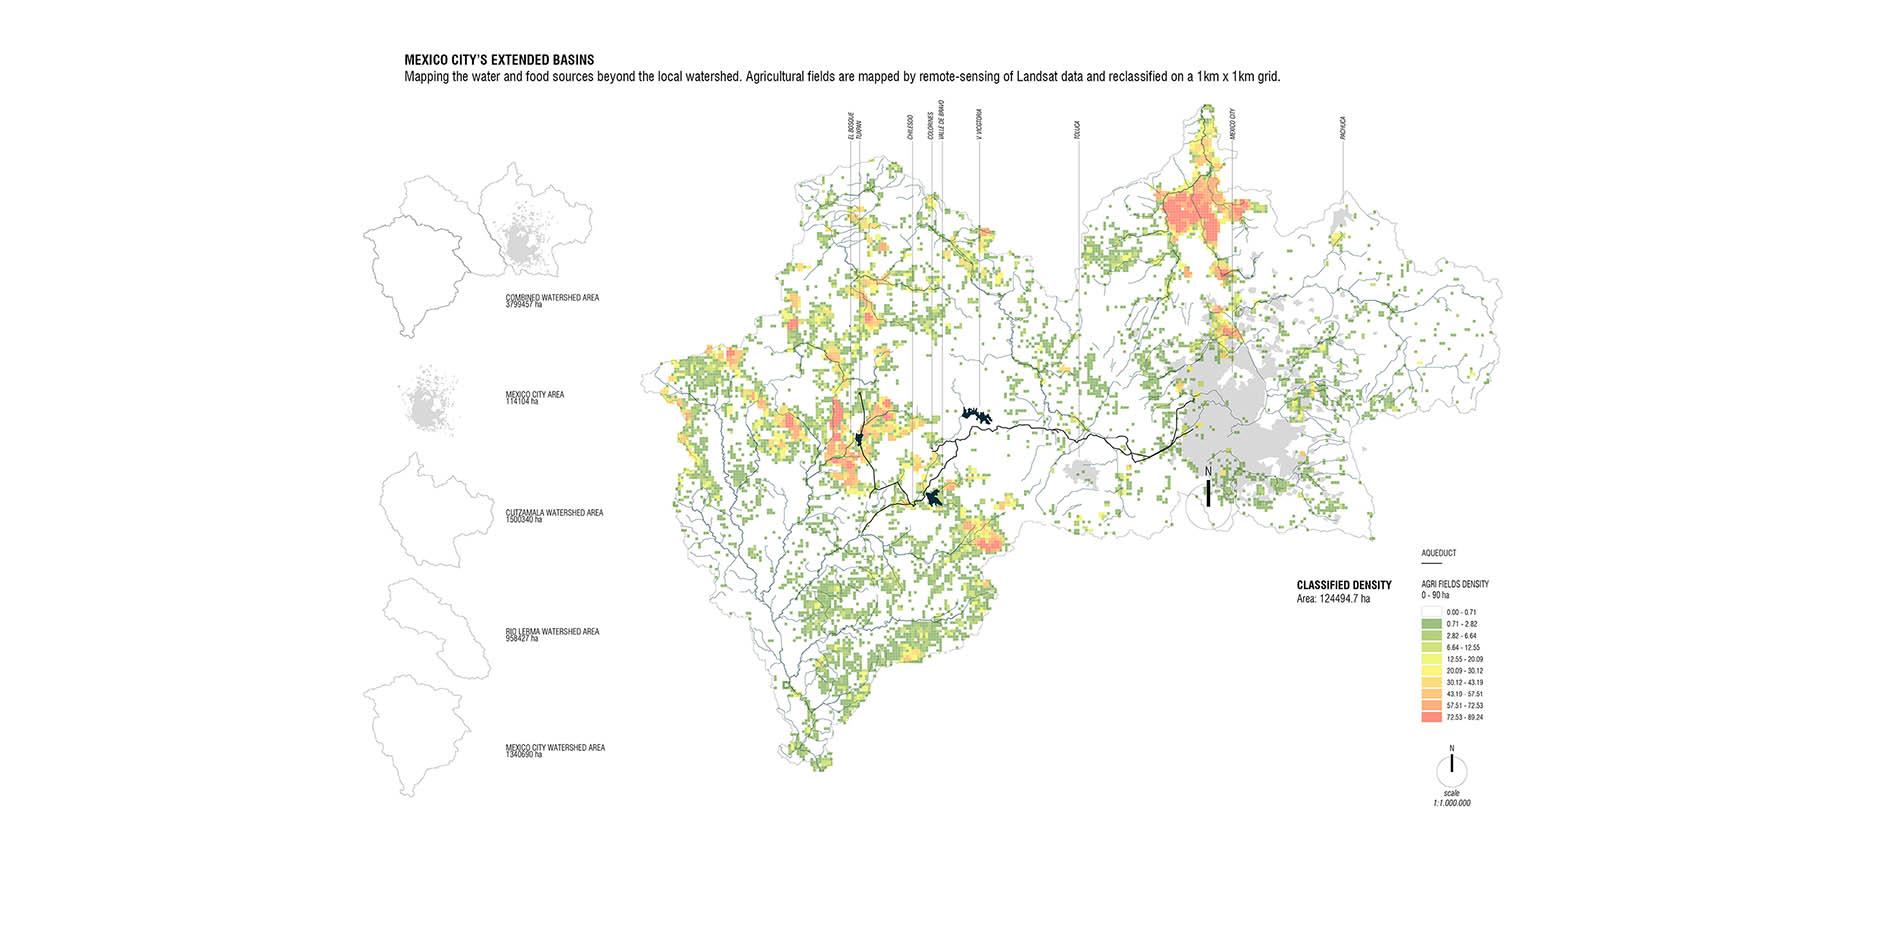 MEXICO CITY'S EXTENDED BASINS
Mapping the water and food sources beyond the local watershed. Agricultural fields are mapped by remote-sensing of Landsat data and reclassified on a 1km x 1km grid.
EL BOSQUE
TUXPAN
CHILESDO
COLORINES
VALLE DE BRAVO
V. VICOTORIA
TOLUCA
MEXICO CITY
PACHUCA
COMBINED WATERSHED AREA
3799457 ha
MEXICO CITY AREA
114104 ha
CUTZAMALA WATERSHED AREA
1500340 ha
RIO LERMA WATERSHED AREA
958427 ha
MEXICO CITY WATERSHED AREA
1340690 ha
N
CLASSIFIED DENSITY
Area: 124494.7 ha
AQUEDUCT
AGRI FIELDS DENSITY
0 - 90 ha
0.00 - 0.71
0.71 - 2.82
2.82 - 6.64
6.64 - 12.55
12.55 - 20.09
20.09 - 30.12
30.12 - 43.19
43.19 - 57.51
57.51 - 72.53
72.53 - 89.24
N
scale
1:1.000.000